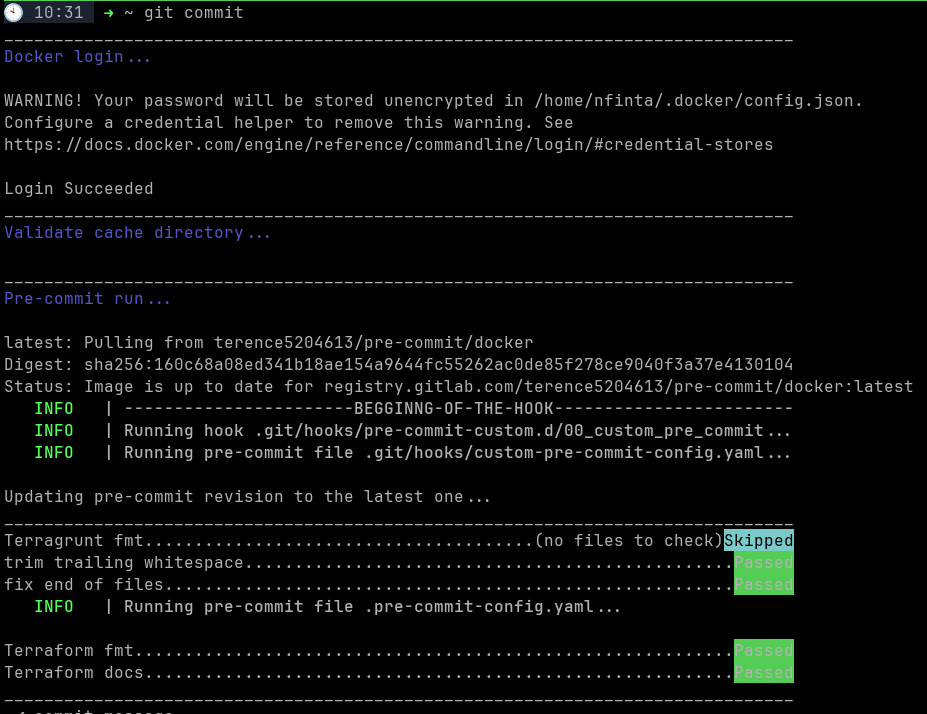 10:31 → ~ git commit
_______________________________________________________________________________
Docker login...
WARNING! Your password will be stored unencrypted in /home/nfinta/.docker/config.json.
Configure a credential helper to remove this warning. See
https://docs.docker.com/engine/reference/commandline/login/#credential-stores
Login Succeeded
_______________________________________________________________________________
Validate cache directory...
_______________________________________________________________________________
Pre-commit run...
latest: Pulling from terence5204613/pre-commit/docker
Digest: sha256:160c68a08ed341b18ae154a9644fc55262ac0de85f278ce9040f3a37e4130104
Status: Image is up to date for registry.gitlab.com/terence5204613/pre-commit/docker:latest
INFO | -----------------------BEGGINNG-OF-THE-HOOK------------------------
INFO | Running hook .git/hooks/pre-commit-custom.d/00_custom_pre_commit...
INFO | Running pre-commit file .git/hooks/custom-pre-commit-config.yaml...
Updating pre-commit revision to the latest one...
_______________________________________________________________________________
Terragrunt fmt.......................................(no files to check)Skipped
trim trailing whitespace.................................................Passed
fix end of files.........................................................Passed
INFO | Running pre-commit file .pre-commit-config.yaml...
Terraform fmt............................................................Passed
Terraform docs...........................................................Passed
_______________________________________________________________________________
commit message